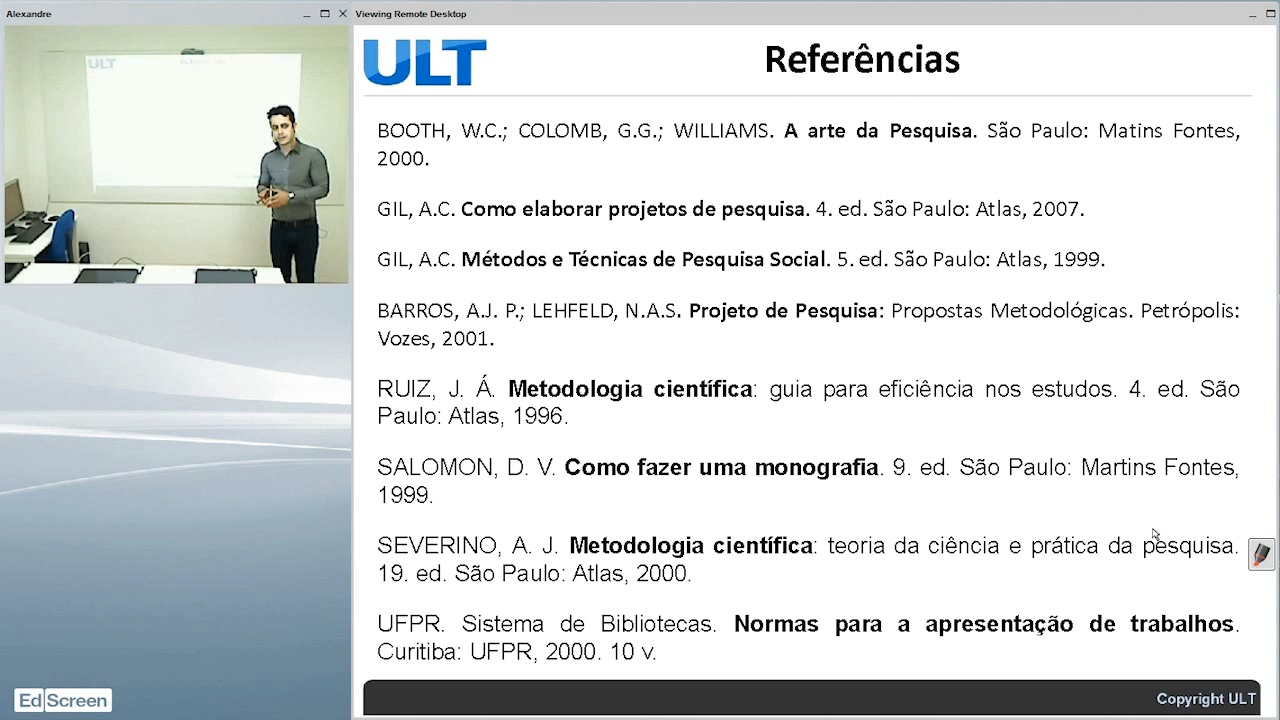 Alexandre
Viewing Remote Desktop
ULT
ULT
Referências
BOOTH, W.C.; COLOMB, G.G.; WILLIAMS. A arte da Pesquisa. São Paulo: Matins Fontes,
2000.
GIL, A.C. Como elaborar projetos de pesquisa. 4. ed. São Paulo: Atlas, 2007.
GIL, A.C. Métodos e Técnicas de Pesquisa Social. 5. ed. São Paulo: Atlas, 1999.
BARROS, A.J. P.; LEHFELD, N.A.S. Projeto de Pesquisa: Propostas Metodológicas. Petrópolis:
Vozes, 2001.
RUIZ, J. Á. Metodologia científica: guia para eficiência nos estudos. 4. ed. São
Paulo: Atlas, 1996.
SALOMON, D. V. Como fazer uma monografia. 9. ed. São Paulo: Martins Fontes,
1999.
SEVERINO, A. J. Metodologia científica: teoria da ciência e prática da pesquisa.
19. ed. São Paulo: Atlas, 2000.
UFPR. Sistema de Bibliotecas. Normas para a apresentação de trabalhos.
Curitiba: UFPR, 2000. 10 v.
EdScreen
Copyright ULT